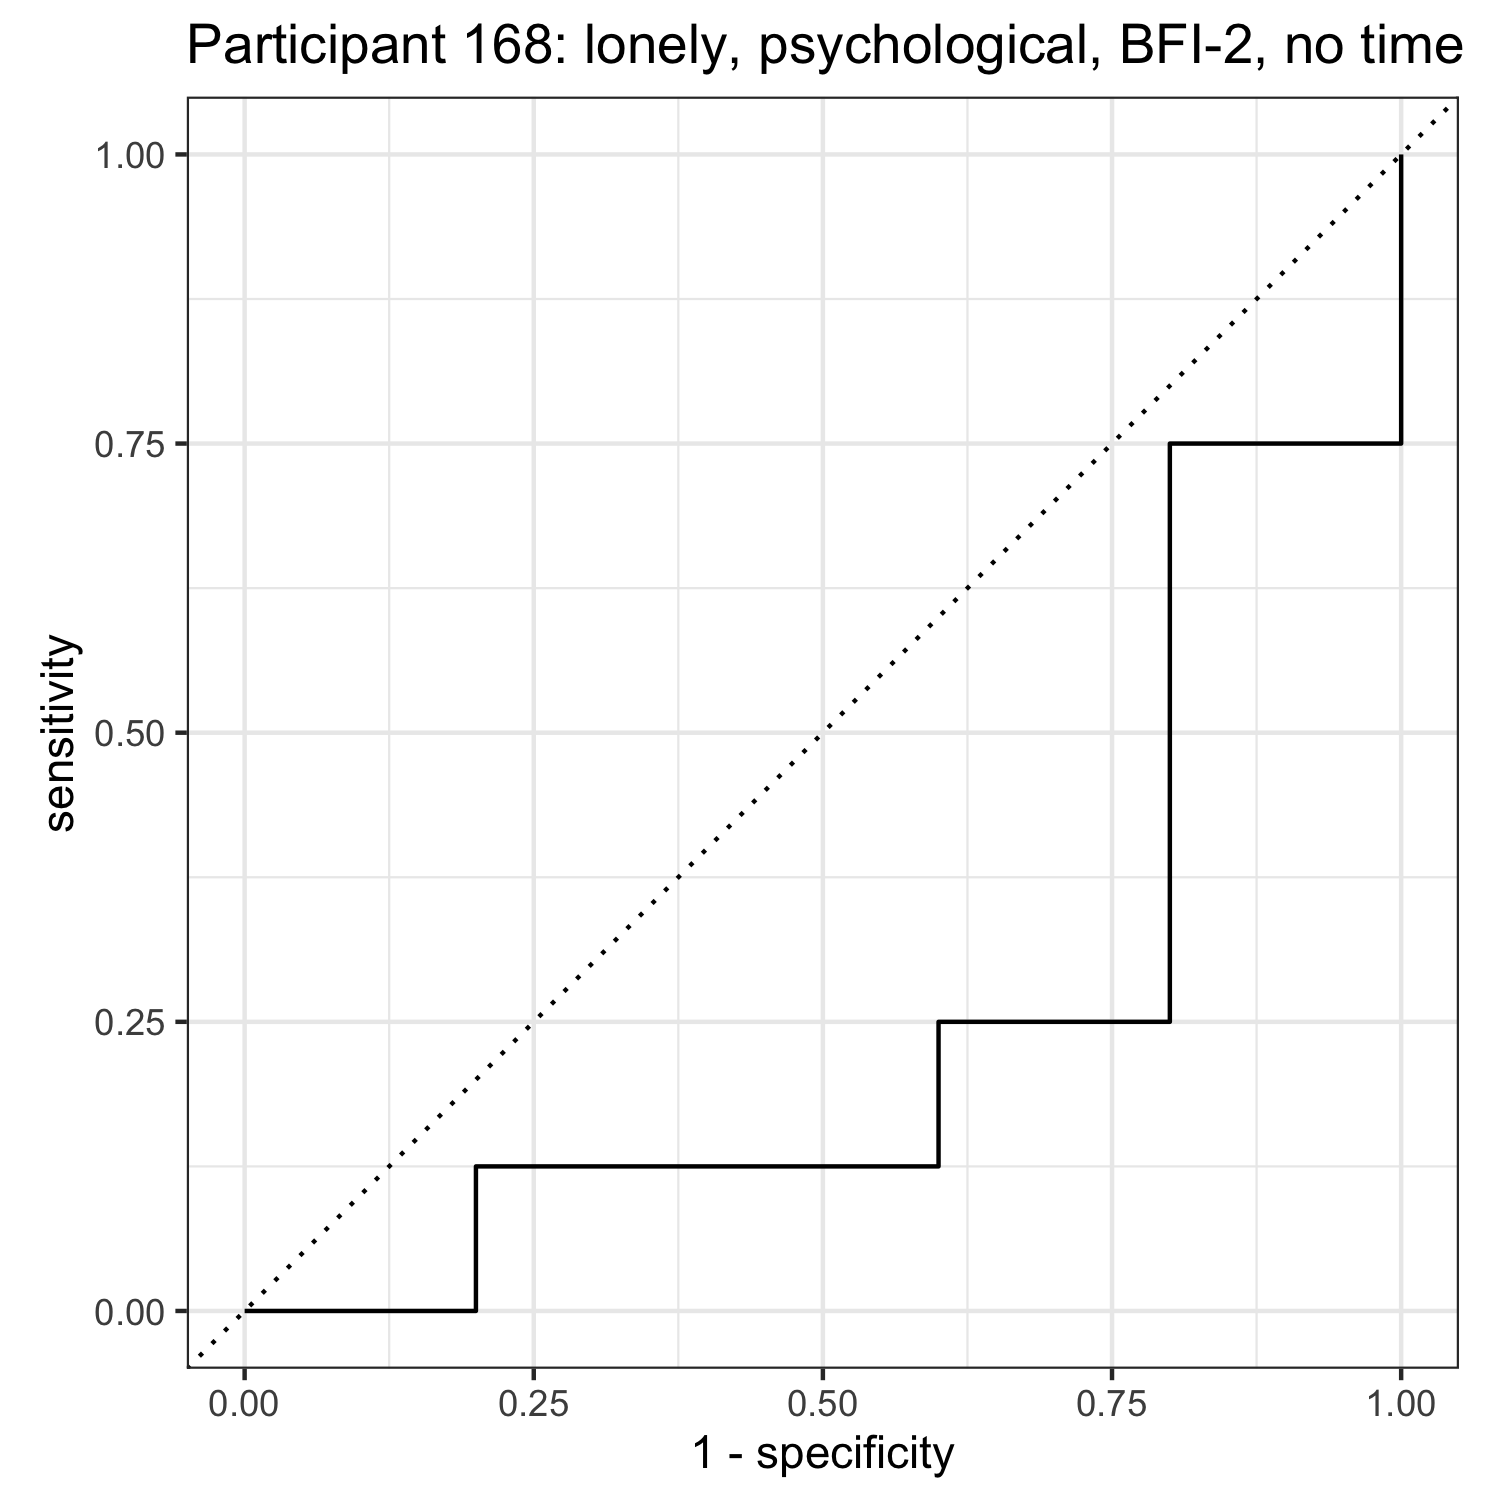 Participant 168: lonely, psychological, BFI-2, no time
1.00
0.75
0.50
0.25
0.00
sensitivity
0.00 0.25 0.50 0.75 1.00
1 - specificity